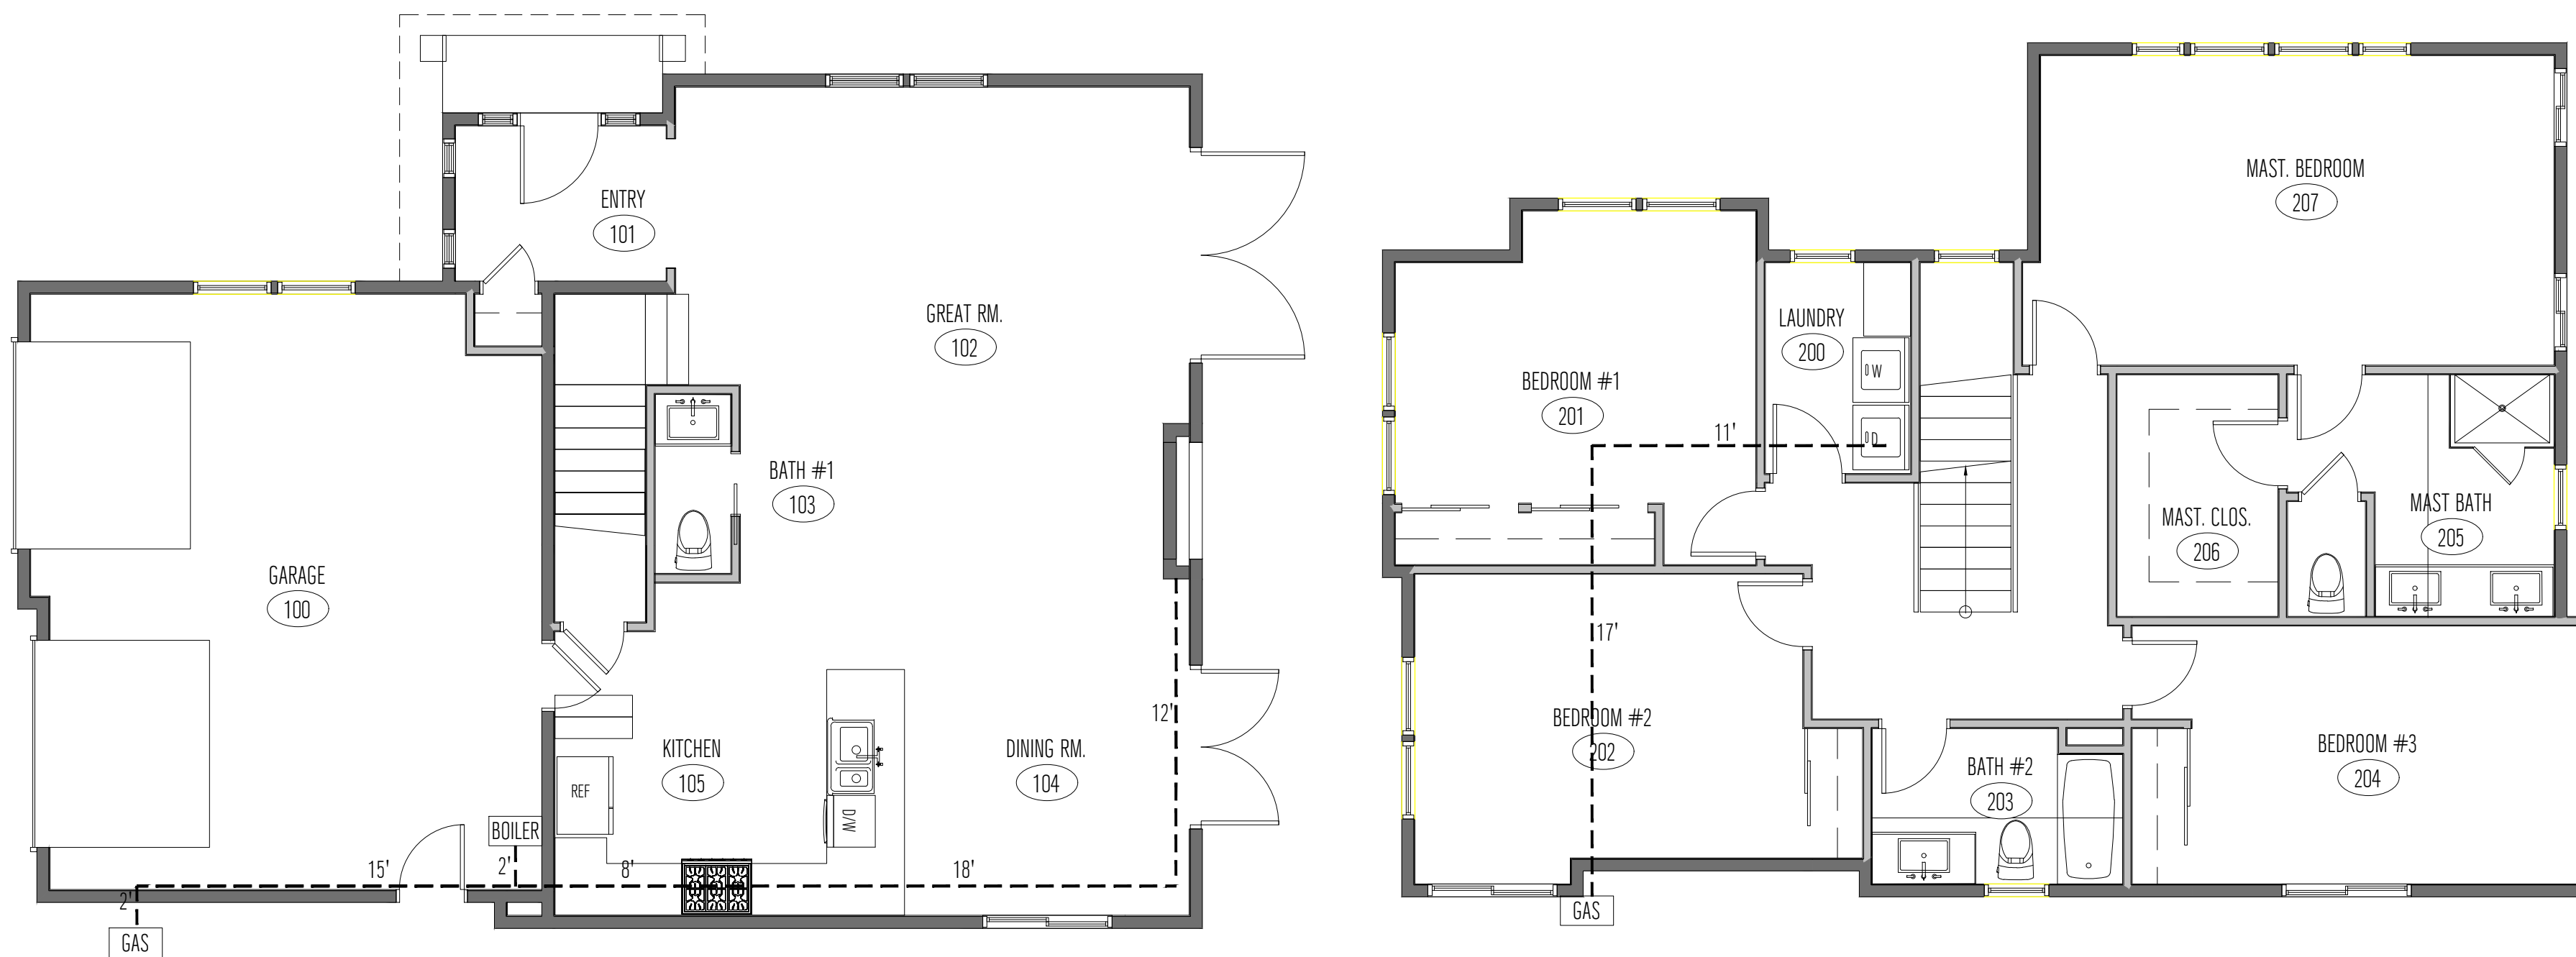 ENTRY
101
GREAT RM.
102
BATH #1
103
GARAGE
100
12'
KITCHEN
105
DINING RM.
104
REF
D/W
BOILER
15'
2'
8'
18'
2'
GAS
MAST. BEDROOM
207
LAUNDRY
200
W
BEDROOM #1
201
11'
D
MAST. CLOS.
206
MAST BATH
205
17'
BEDROOM #2
202
BEDROOM #3
204
BATH #2
203
GAS